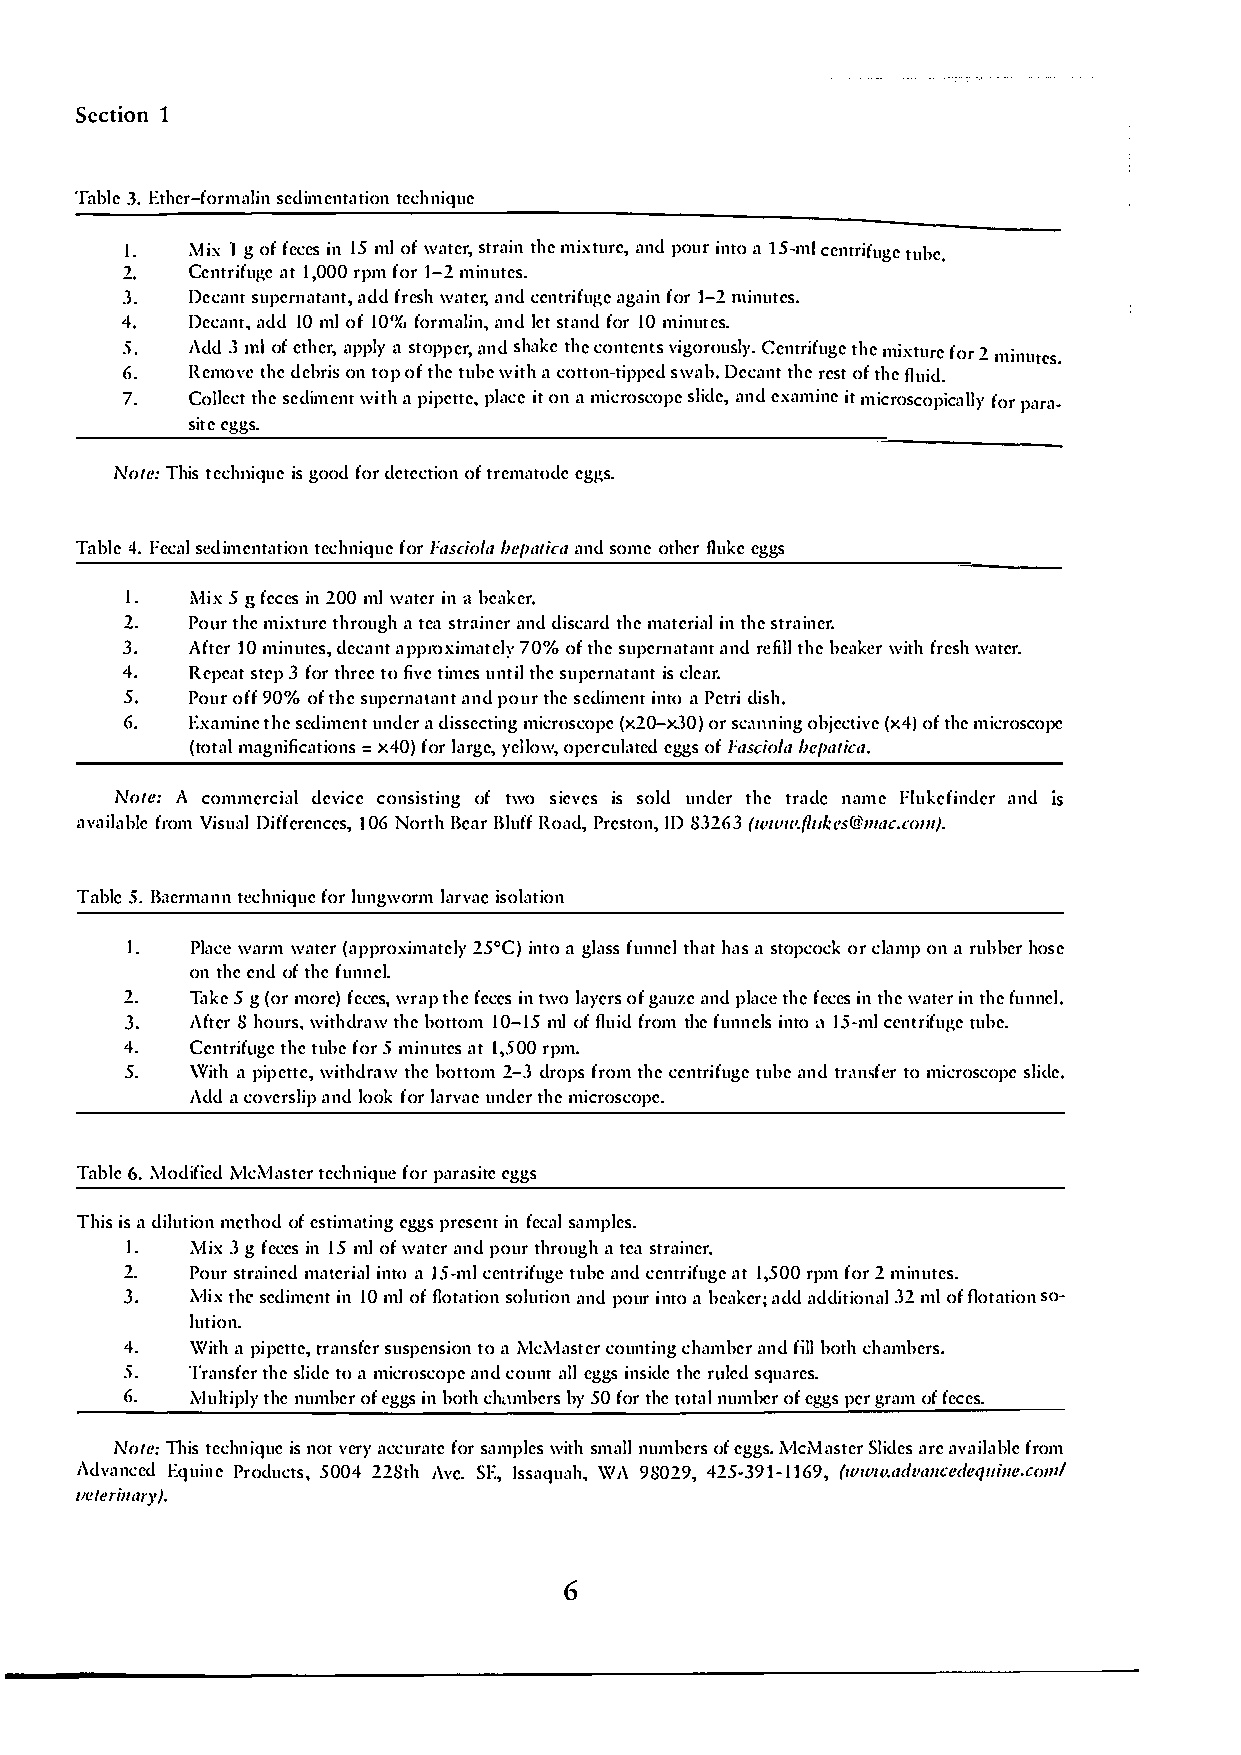 Section 1
Table 3. Ether–formalin sedimentation technique
1. Mix 1 g of feces in 15 ml of water, strain the mixture, and pour into a 15-ml centrifuge tube.
2. Centrifuge at 1,000 rpm for 1–2 minutes.
3. Decant supernatant, add fresh water, and centrifuge again for 1–2 minutes.
4. Decant, add 10 ml of 10% formalin, and let stand for 10 minutes.
5. Add 3 ml of ether, apply a stopper, and shake the contents vigorously. Centrifuge the mixture for 2 minutes.
6. Remove the debris on top of the tube with a cotton-tipped swab. Decant the rest of the fluid.
7. Collect the sediment with a pipette, place it on a microscope slide, and examine it microscopically for para-
site eggs.
Note: This technique is good for detection of trematode eggs.
Table 4. Fecal sedimentation technique for Fasciola hepatica and some other fluke eggs
1. Mix 5 g feces in 200 ml water in a beaker.
2. Pour the mixture through a tea strainer and discard the material in the strainer.
3. After 10 minutes, decant approximately 70% of the supernatant and refill the beaker with fresh water.
4. Repeat step 3 for three to five times until the supernatant is clear.
5. Pour off 90% of the supernatant and pour the sediment into a Petri dish.
6. Examine the sediment under a dissecting microscope (×20–×30) or scanning objective (×4) of the microscope
(total magnifications = ×40) for large, yellow, operculated eggs of Fasciola hepatica.
Note: A commercial device consisting of two sieves is sold under the trade name Flukefinder and is
available from Visual Differences, 106 North Bear Bluff Road, Preston, ID 83263 (www.flukes@mac.com).
Table 5. Baermann technique for lungworm larvae isolation
1. Place warm water (approximately 25°C) into a glass funnel that has a stopcock or clamp on a rubber hose
on the end of the funnel.
2. Take 5 g (or more) feces, wrap the feces in two layers of gauze and place the feces in the water in the funnel.
3. After 8 hours, withdraw the bottom 10–15 ml of fluid from the funnels into a 15-ml centrifuge tube.
4. Centrifuge the tube for 5 minutes at 1,500 rpm.
5. With a pipette, withdraw the bottom 2–3 drops from the centrifuge tube and transfer to microscope slide.
Add a coverslip and look for larvae under the microscope.
Table 6. Modified McMaster technique for parasite eggs
This is a dilution method of estimating eggs present in fecal samples.
1. Mix 3 g feces in 15 ml of water and pour through a tea strainer.
2. Pour strained material into a 15-ml centrifuge tube and centrifuge at 1,500 rpm for 2 minutes.
3. Mix the sediment in 10 ml of flotation solution and pour into a beaker; add additional 32 ml of flotation so-
lution.
4. With a pipette, transfer suspension to a McMaster counting chamber and fill both chambers.
5. Transfer the slide to a microscope and count all eggs inside the ruled squares.
6. Multiply the number of eggs in both chambers by 50 for the total number of eggs per gram of feces.
Note: This technique is not very accurate for samples with small numbers of eggs. McMaster Slides are available from
Advanced Equine Products, 5004 228th Ave. SE, Issaquah, WA 98029, 425-391-1169, (www.advancedequine.com/
veterinary).
6